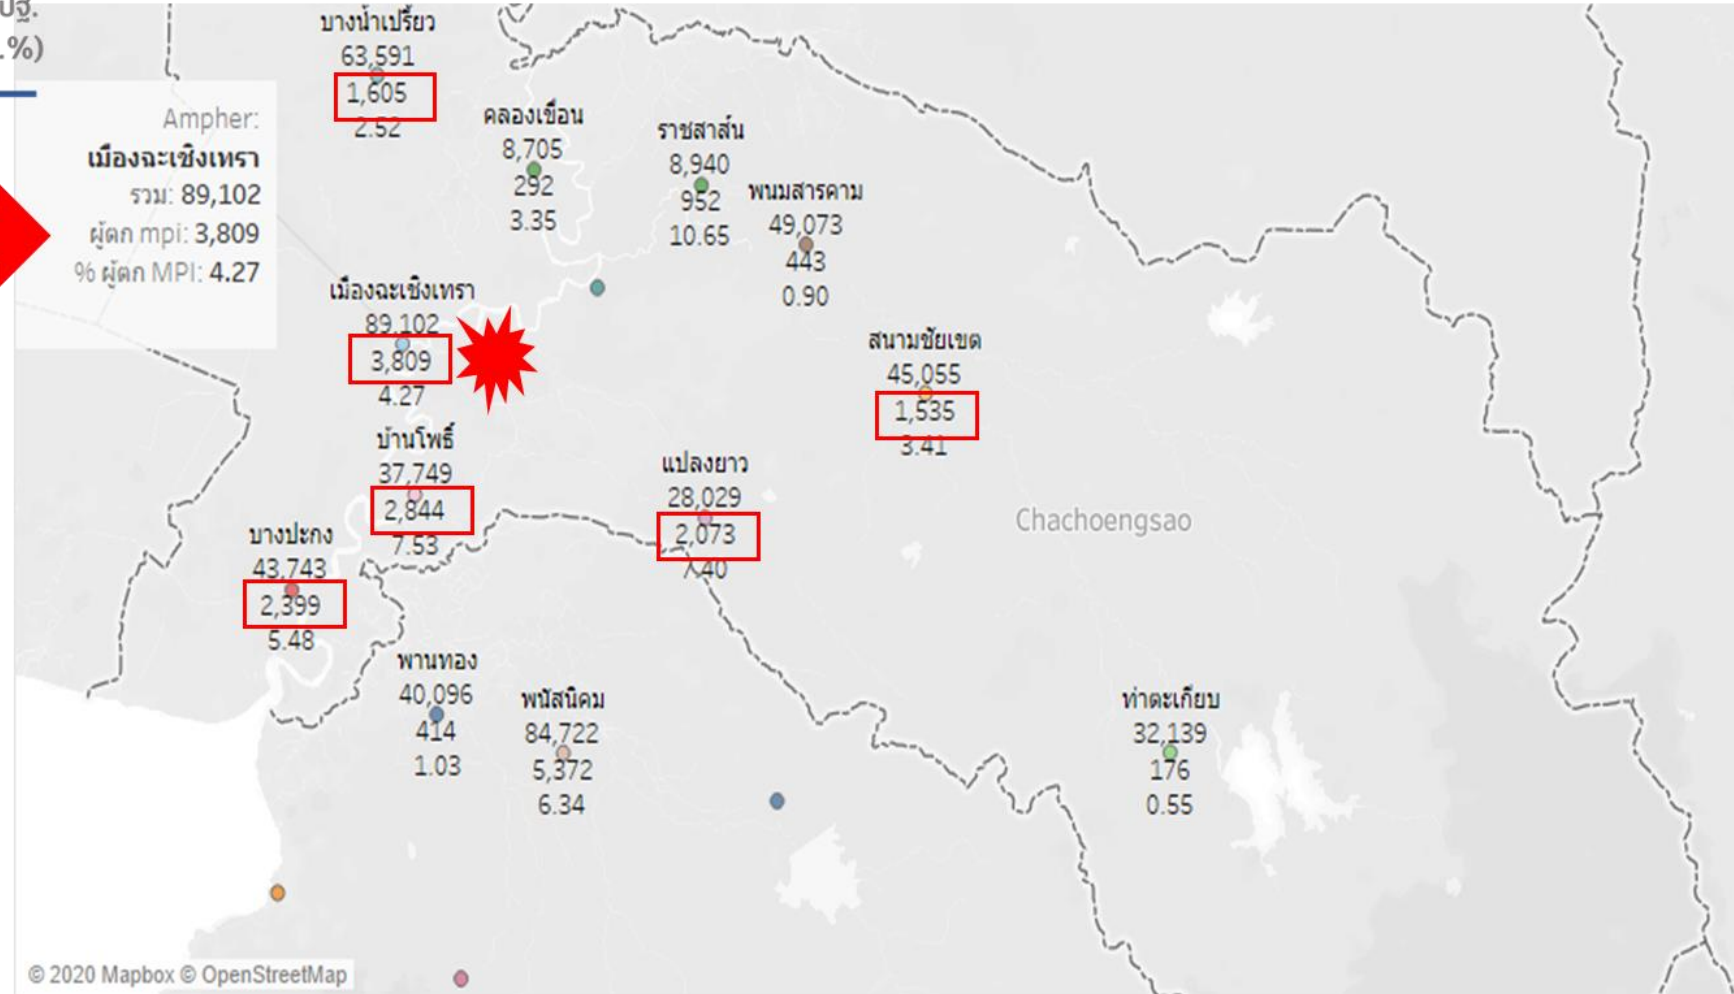 ปฐ.
.%)
Ampher:
เมืองฉะเชิงเทรา
รวม: 89,102
ผู้ตก mpi: 3,809
% ผู้ตก MPI: 4.27
บางน้ำเปรี้ยว
63,591
1,605
2.52
คลองเขื่อน
8,705
292
3.35
ราชสาส์น
8,940
952
10.65
พนมสารคาม
49,073
443
0.90
เมืองฉะเชิงเทรา
89,102
3,809
4.27
สนามชัยเขต
45,055
1,535
3.41
บ้านโพธิ์
37,749
2,844
7.53
แปลงยาว
28,029
2,073
7.40
Chachoengsao
บางปะกง
43,743
2,399
5.48
พานทอง
40,096
414
1.03
พนัสนิคม
84,722
5,372
6.34
ท่าตะเกียบ
32,139
176
0.55
© 2020 Mapbox © OpenStreetMap